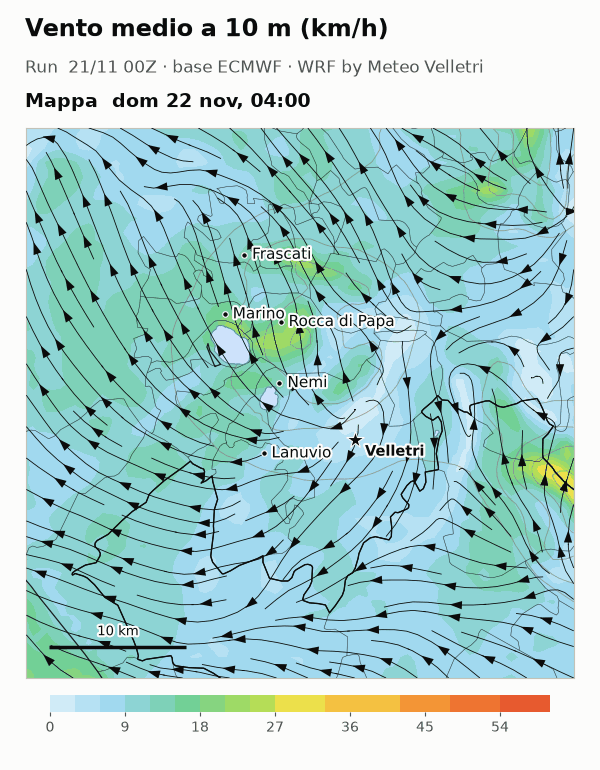 Vento medio a 10 m (km/h)
Run  21/11 00Z · base ECMWF · WRF by Meteo Velletri
Mappa  dom 22 nov, 04:00
Frascati
Marino
Rocca di Papa
Nemi
Velletri
Lanuvio
10 km
0 9 18 27 36 45 54